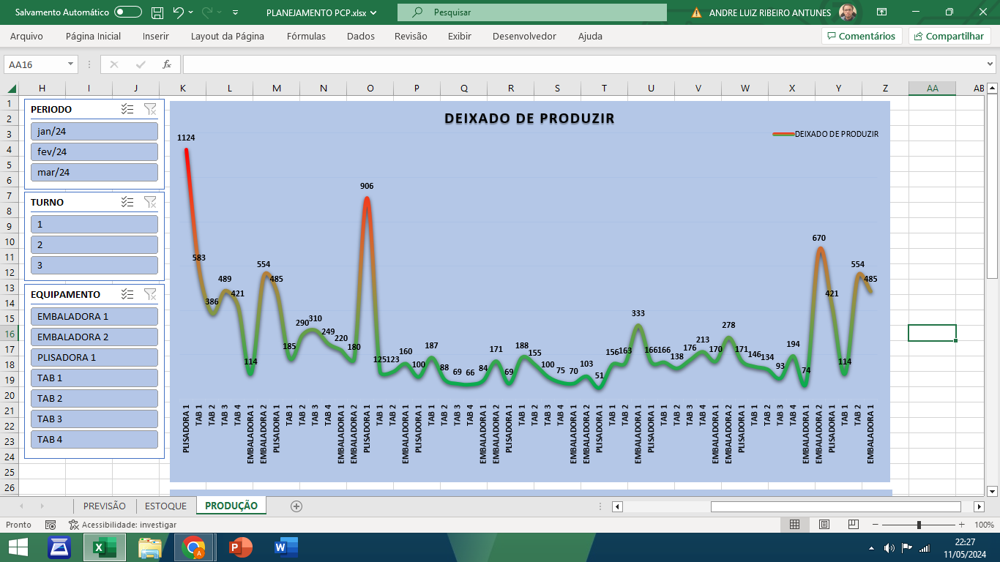 Salvamento Automático
PLANEJAMENTO PCP.xlsx
Pesquisar
ANDRE LUIZ RIBEIRO ANTUNES
Arquivo Página Inicial Inserir Layout da Página Fórmulas Dados Revisão Exibir Desenvolvedor Ajuda
Comentários Compartilhar
AA16
fx
H I J K L M N O P Q R S T U V W X Y Z AA AB
1
2
3
4
5
6
7
8
9
10
11
12
13
14
15
16
17
18
19
20
21
22
23
24
25
26
PERIODO
jan/24
fev/24
mar/24
TURNO
1
2
3
EQUIPAMENTO
EMBALADORA 1
EMBALADORA 2
PLISADORA 1
TAB 1
TAB 2
TAB 3
TAB 4
DEIXADO DE PRODUZIR
DEIXADO DE PRODUZIR
1124 583 386 489 421 114 554 485 185 290 310 249 220 180 906 125 123 160 100 187 88 69 66 84 171 69 188 155 100 75 70 103 51 156 163 333 166 166 138 176 213 170 278 171 146 134 93 194 74 670 421 114 554 485
PLISADORA 1
TAB 1
TAB 2
TAB 3
TAB 4
EMBALADORA 1
EMBALADORA 2
PLISADORA 1
TAB 1
TAB 2
TAB 3
TAB 4
EMBALADORA 1
EMBALADORA 2
PLISADORA 1
TAB 1
TAB 2
EMBALADORA 1
PLISADORA 1
TAB 1
TAB 2
TAB 3
TAB 4
EMBALADORA 1
EMBALADORA 2
PLISADORA 1
TAB 1
TAB 2
TAB 3
TAB 4
EMBALADORA 1
EMBALADORA 2
PLISADORA 1
TAB 1
TAB 2
EMBALADORA 1
PLISADORA 1
TAB 1
TAB 2
TAB 3
TAB 4
EMBALADORA 1
EMBALADORA 2
PLISADORA 1
TAB 1
TAB 2
TAB 3
TAB 4
EMBALADORA 1
EMBALADORA 2
PLISADORA 1
TAB 1
TAB 2
EMBALADORA 1
PREVISÃO ESTOQUE PRODUÇÃO
Pronto
Acessibilidade: investigar
100%
22:27
11/05/2024